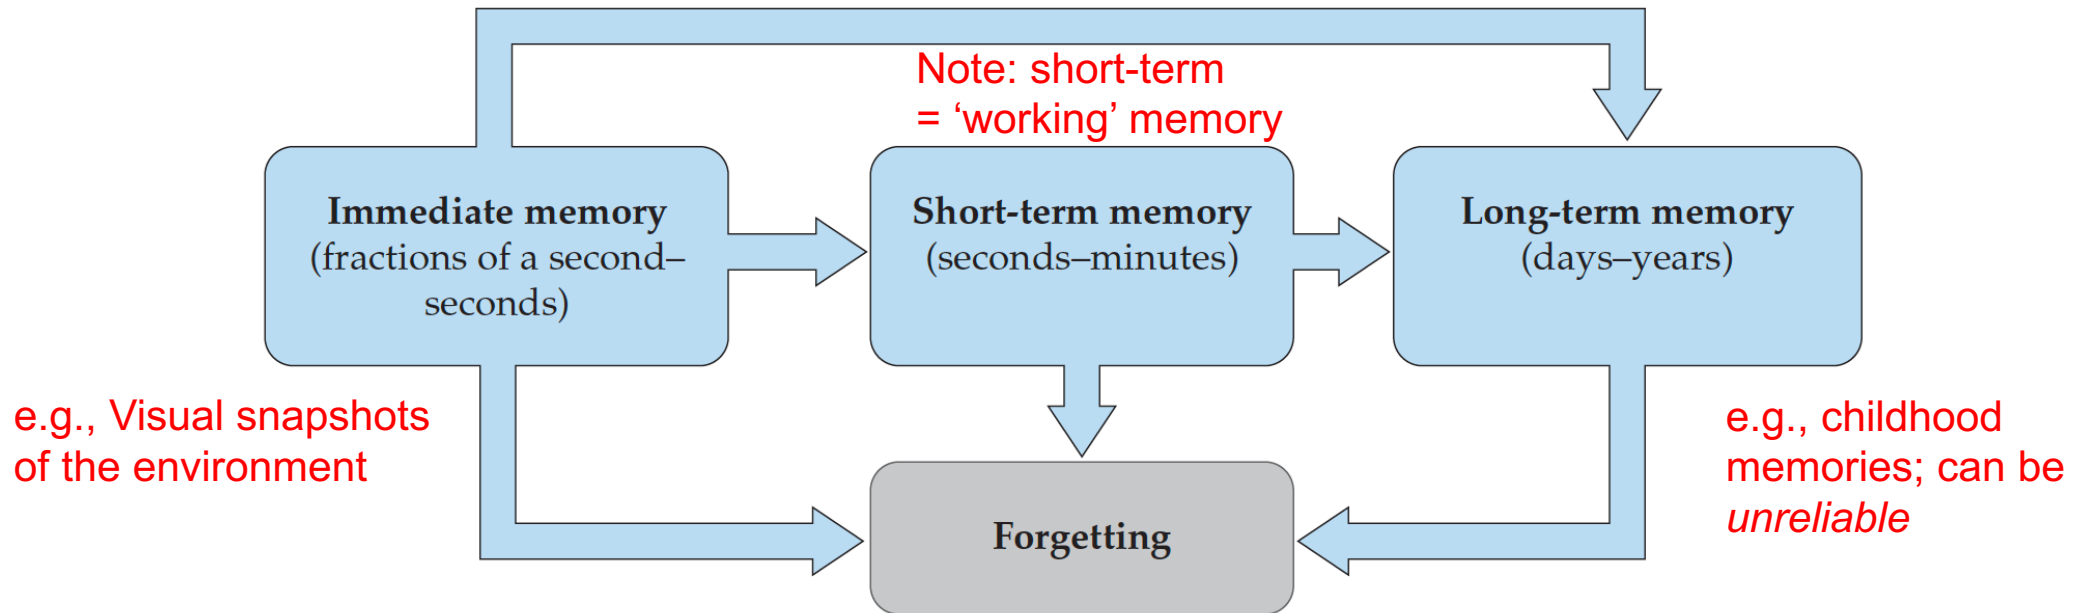 Note: short-term
= ‘working’ memory
Immediate memory
(fractions of a second–
seconds)
Short-term memory
(seconds–minutes)
Long-term memory
(days–years)
e.g., Visual snapshots
of the environment
e.g., childhood
memories; can be
unreliable
Forgetting